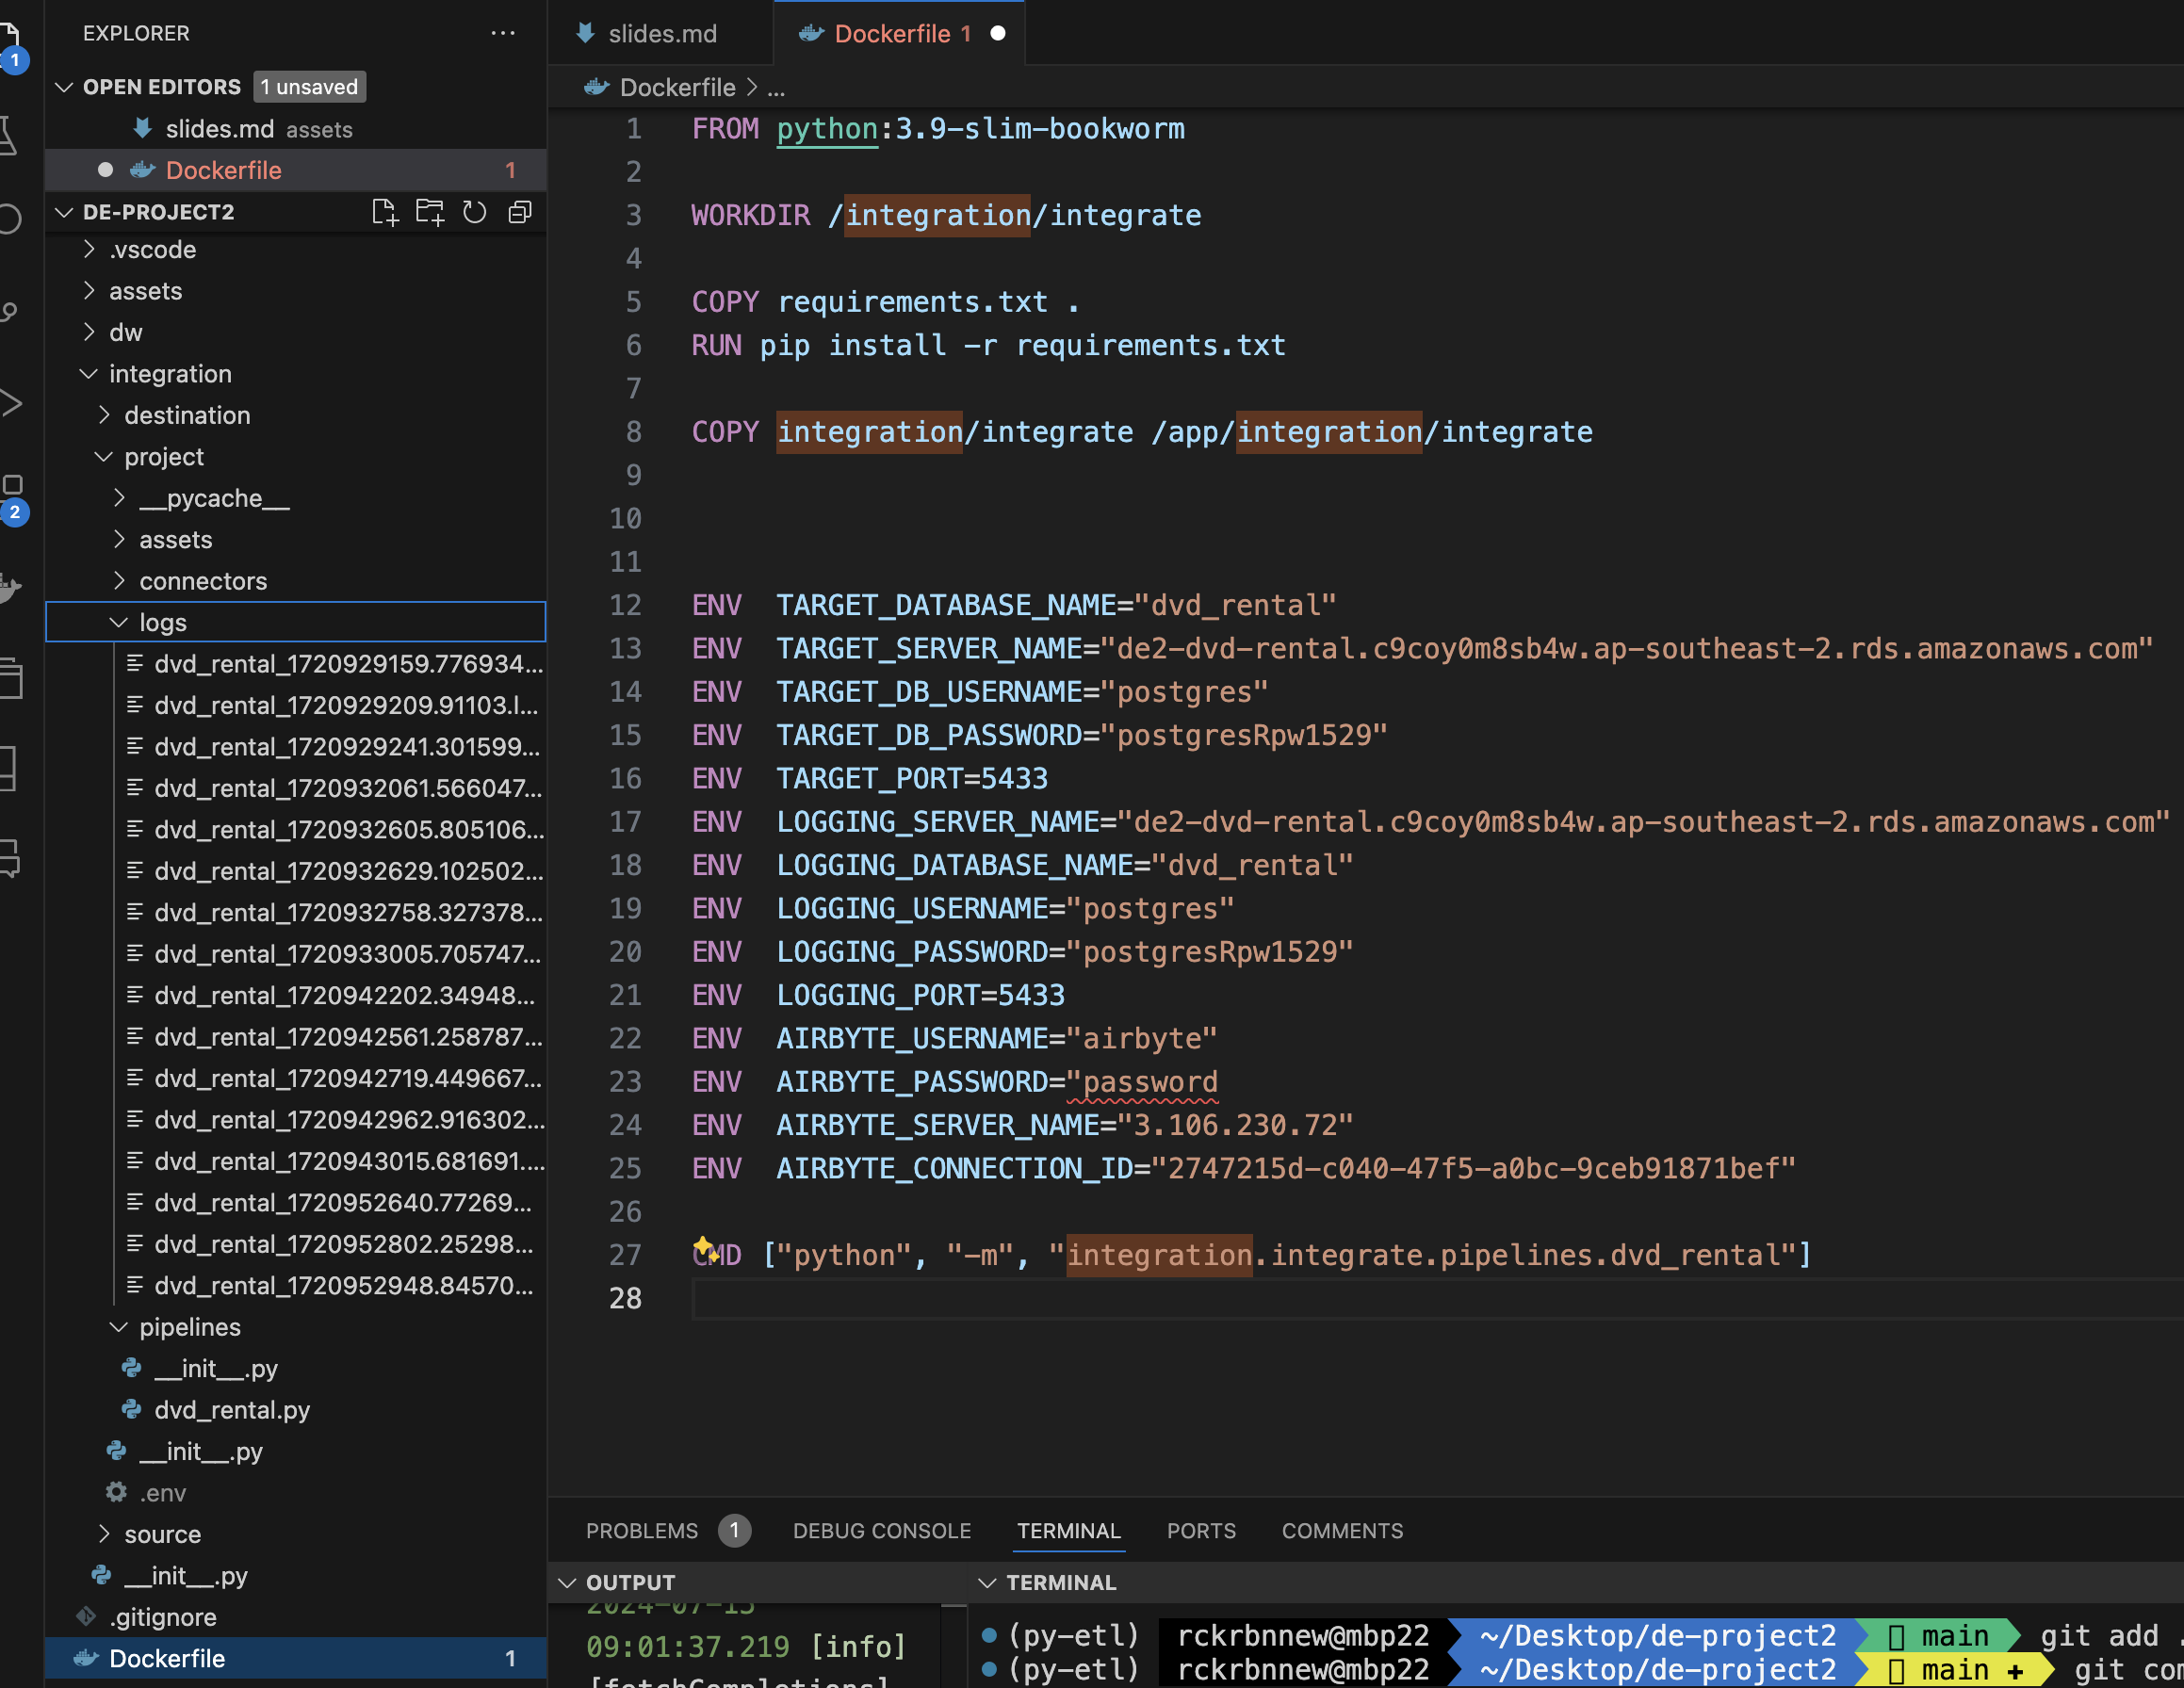 EXPLORER ...
OPEN EDITORS 1 unsaved
slides.md assets
Dockerfile 1
DE-PROJECT2
.vscode
assets
dw
integration
destination
project
__pycache__
assets
connectors
logs
dvd_rental_1720929159.776934...
dvd_rental_1720929209.91103.l...
dvd_rental_1720929241.301599...
dvd_rental_1720932061.566047...
dvd_rental_1720932605.805106...
dvd_rental_1720932629.102502...
dvd_rental_1720932758.327378...
dvd_rental_1720933005.705747...
dvd_rental_1720942202.34948...
dvd_rental_1720942561.258787...
dvd_rental_1720942719.449667...
dvd_rental_1720942962.916302...
dvd_rental_1720943015.681691....
dvd_rental_1720952640.77269...
dvd_rental_1720952802.25298...
dvd_rental_1720952948.84570...
pipelines
__init__.py
dvd_rental.py
__init__.py
.env
source
__init__.py
.gitignore
Dockerfile 1
1
2
slides.md
Dockerfile 1
Dockerfile > ...
1 FROM python:3.9-slim-bookworm
2
3 WORKDIR /integration/integrate
4
5 COPY requirements.txt .
6 RUN pip install -r requirements.txt
7
8 COPY integration/integrate /app/integration/integrate
9
10
11
12 ENV TARGET_DATABASE_NAME="dvd_rental"
13 ENV TARGET_SERVER_NAME="de2-dvd-rental.c9coy0m8sb4w.ap-southeast-2.rds.amazonaws.com"
14 ENV TARGET_DB_USERNAME="postgres"
15 ENV TARGET_DB_PASSWORD="postgresRpw1529"
16 ENV TARGET_PORT=5433
17 ENV LOGGING_SERVER_NAME="de2-dvd-rental.c9coy0m8sb4w.ap-southeast-2.rds.amazonaws.com"
18 ENV LOGGING_DATABASE_NAME="dvd_rental"
19 ENV LOGGING_USERNAME="postgres"
20 ENV LOGGING_PASSWORD="postgresRpw1529"
21 ENV LOGGING_PORT=5433
22 ENV AIRBYTE_USERNAME="airbyte"
23 ENV AIRBYTE_PASSWORD="password
24 ENV AIRBYTE_SERVER_NAME="3.106.230.72"
25 ENV AIRBYTE_CONNECTION_ID="2747215d-c040-47f5-a0bc-9ceb91871bef"
26
27 CMD ["python", "-m", "integration.integrate.pipelines.dvd_rental"]
28
PROBLEMS 1 DEBUG CONSOLE TERMINAL PORTS COMMENTS
OUTPUT
2024-07-15
09:01:37.219 [info]
[fetchCompletions]
TERMINAL
(py-etl) rckrbnnew@mbp22 ~/Desktop/de-project2 main git add .
(py-etl) rckrbnnew@mbp22 ~/Desktop/de-project2 main + git com